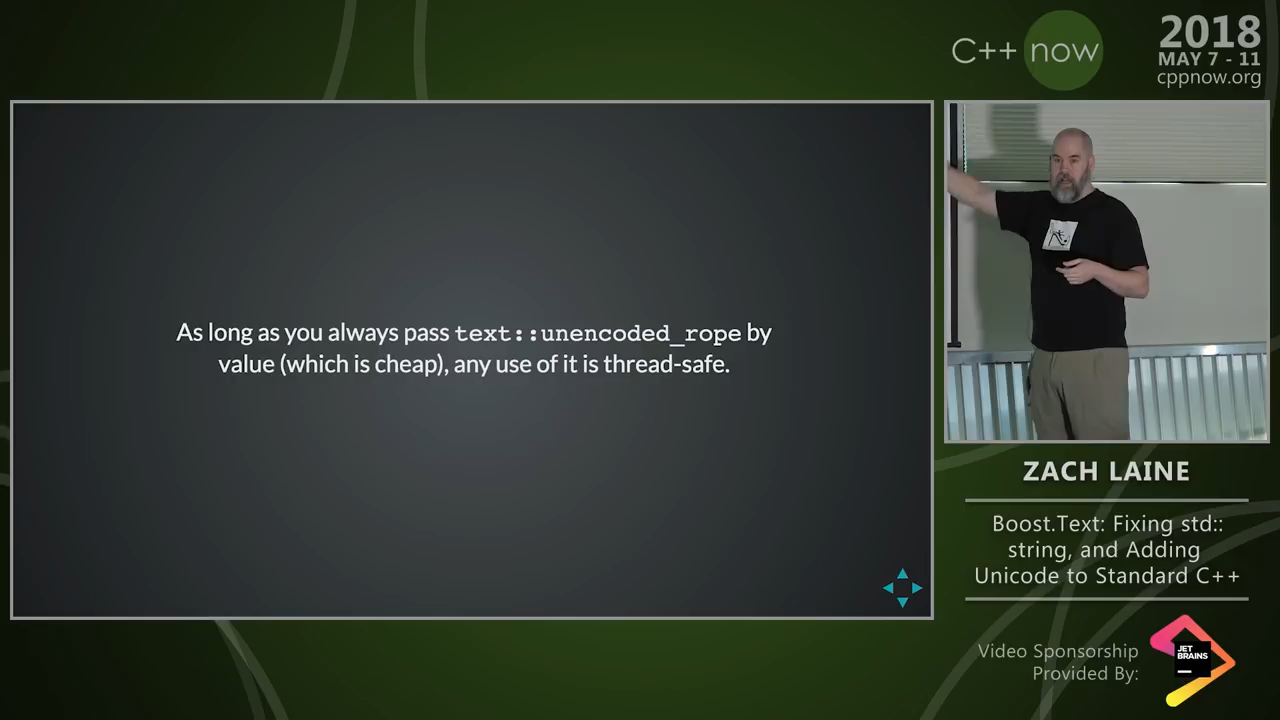 C++ now
2018
MAY 7 - 11
cppnow.org
As long as you always pass text::unencoded_rope by
value (which is cheap), any use of it is thread-safe.
ZACH LAINE
Boost.Text: Fixing std::
string, and Adding
Unicode to Standard C++
Video Sponsorship
Provided By:
JET
BRAINS